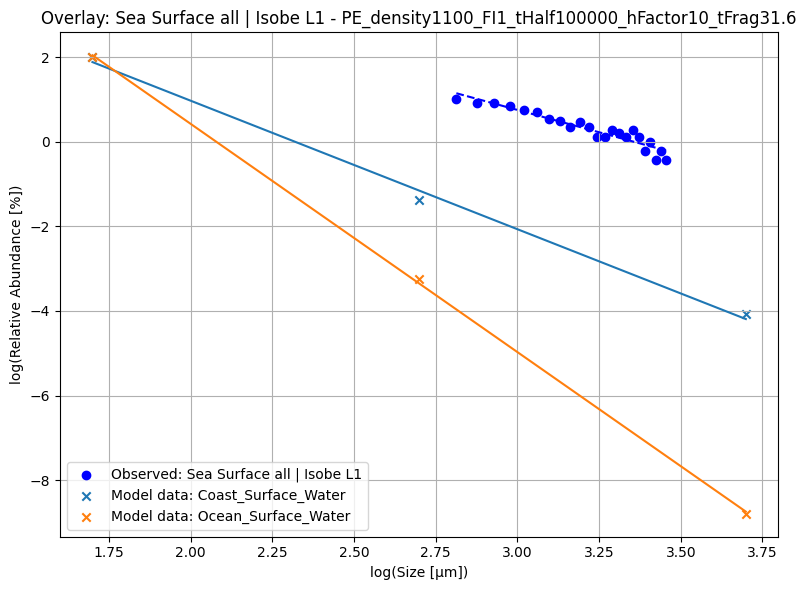 Overlay: Sea Surface all | Isobe L1 - PE_density1100_FI1_tHalf100000_hFactor10_tFrag31.6
log(Relative Abundance [%])
2
0
−2
−4
−6
−8
Observed: Sea Surface all | Isobe L1
Model data: Coast_Surface_Water
Model data: Ocean_Surface_Water
1.75
2.00
2.25
2.50
2.75
3.00
3.25
3.50
3.75
log(Size [µm])